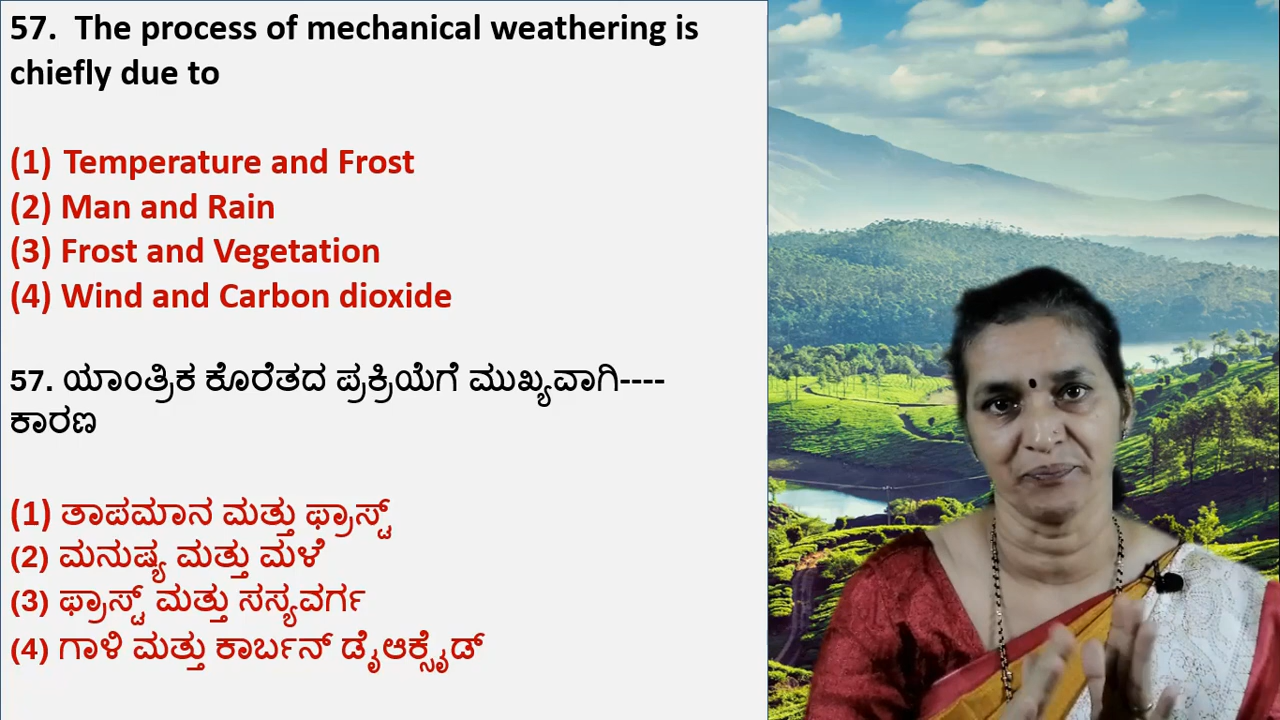 57. The process of mechanical weathering is
chiefly due to
(1) Temperature and Frost
(2) Man and Rain
(3) Frost and Vegetation
(4) Wind and Carbon dioxide
57. ಯಾಂತ್ರಿಕ ಕೊರೆತದ ಪ್ರಕ್ರಿಯೆಗೆ ಮುಖ್ಯವಾಗಿ----
ಕಾರಣ
(1) ತಾಪಮಾನ ಮತ್ತು ಫ್ರಾಸ್ಟ್
(2) ಮನುಷ್ಯ ಮತ್ತು ಮಳೆ
(3) ಫ್ರಾಸ್ಟ್ ಮತ್ತು ಸಸ್ಯವರ್ಗ
(4) ಗಾಳಿ ಮತ್ತು ಕಾರ್ಬನ್ ಡೈಆಕ್ಸೈಡ್